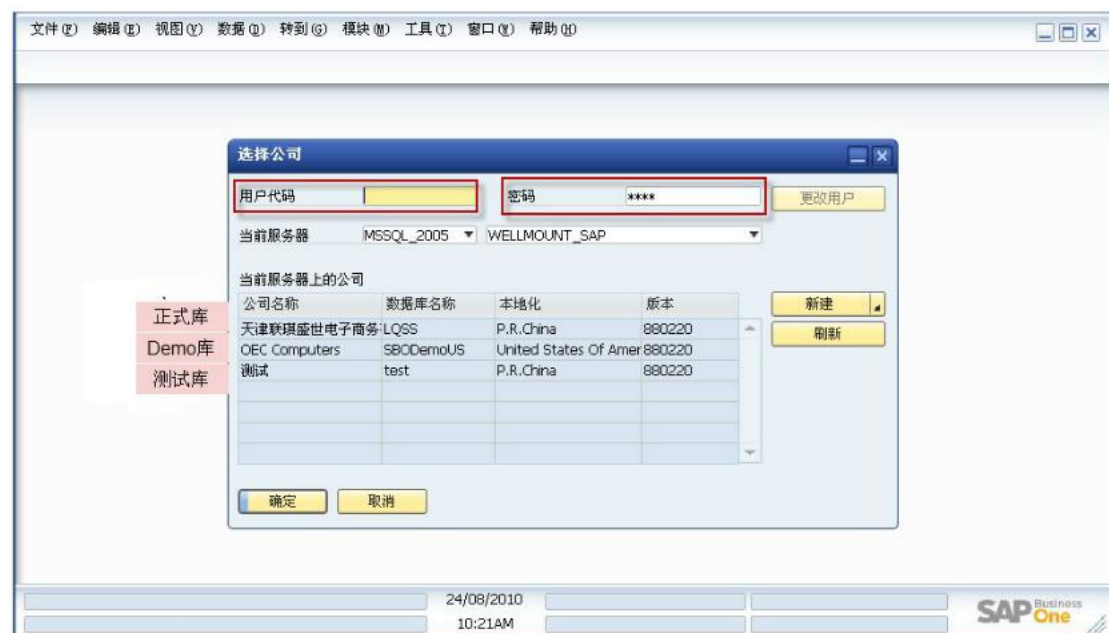 文件(F) 编辑(E) 视图(V) 数据(D) 转到(G) 模块(M) 工具(T) 窗口(W) 帮助(H)
选择公司
用户代码 密码 **** 更改用户
当前服务器 MSSQL_2005 WELLMOUNT_SAP
当前服务器上的公司
公司名称 数据库名称 本地化 版本 新建
正式库 天津联琪盛世电子商务 LQSS P.R.China 880220 刷新
Demo库 OEC Computers SBODemoUS United States Of Amer 880220
测试库 测试 test P.R.China 880220
确定 取消
24/08/2010
10:21AM
SAP Business One